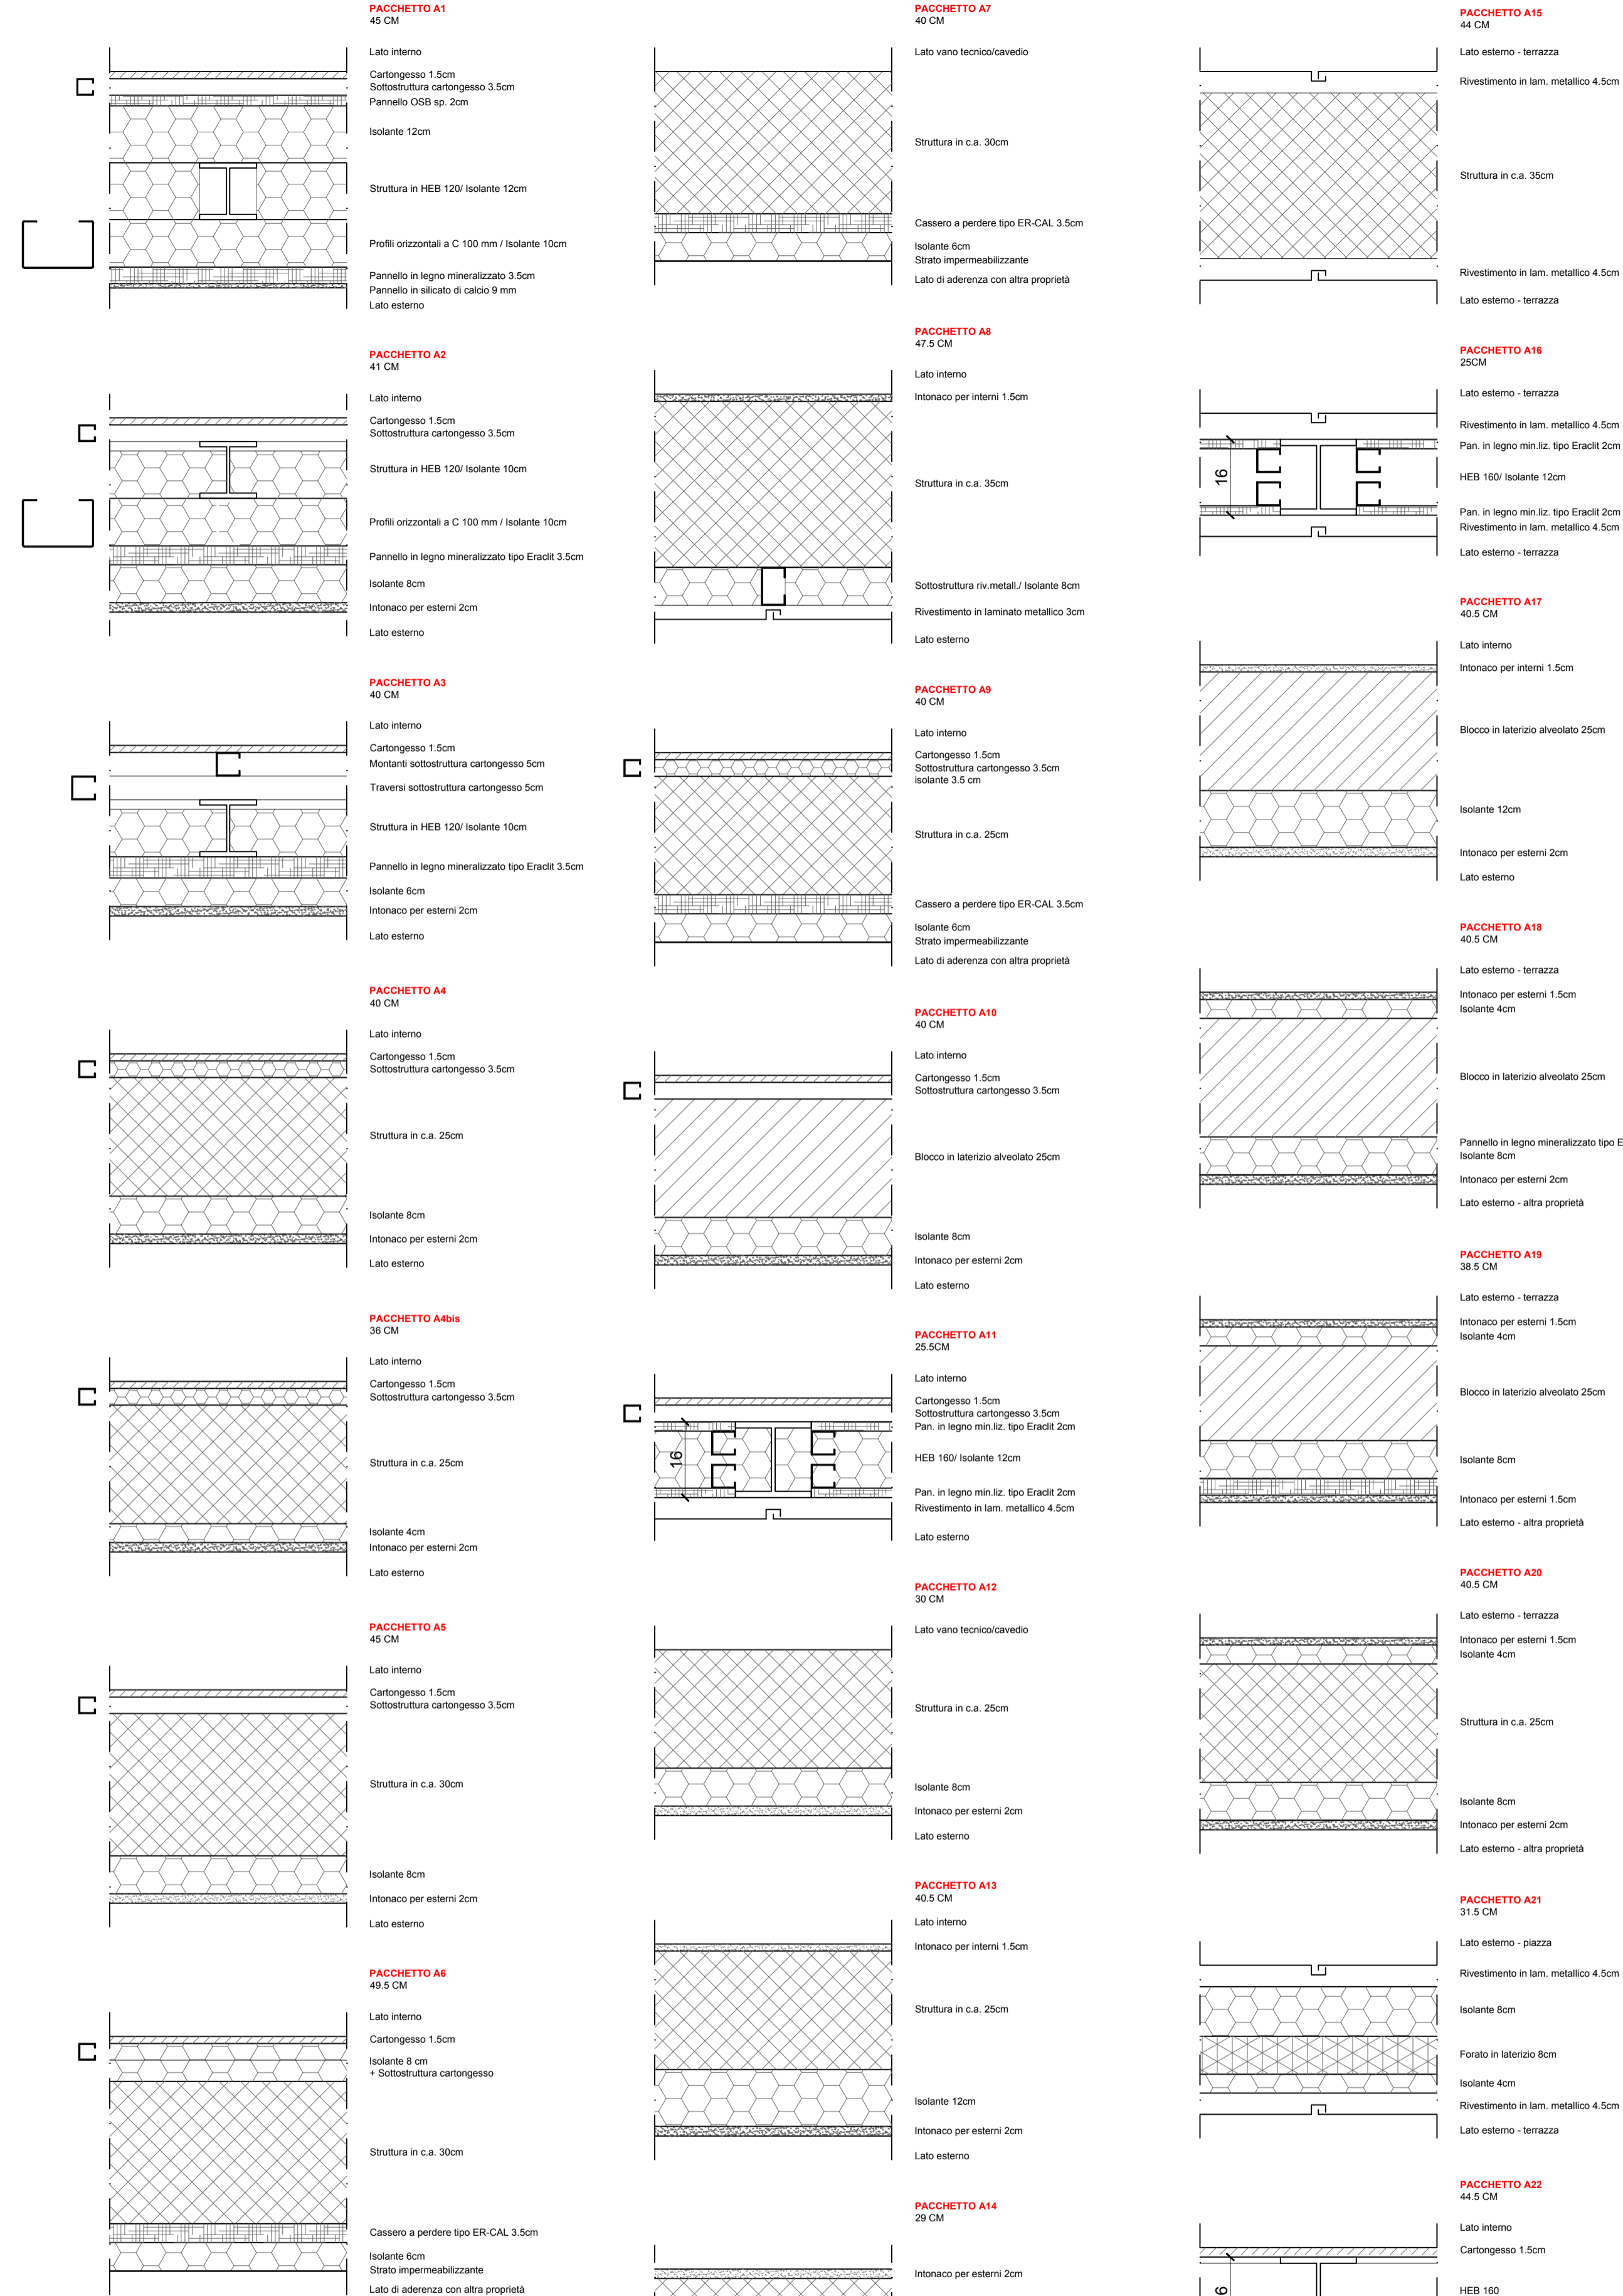 PACCHETTO A1
45 CM
Lato interno
Cartongesso 1.5cm
Sottostruttura cartongesso 3.5cm
Pannello OSB sp. 2cm
Isolante 12cm
Struttura in HEB 120/ Isolante 12cm
Profili orizzontali a C 100 mm / Isolante 10cm
Pannello in legno mineralizzato 3.5cm
Pannello in silicato di calcio 9 mm
Lato esterno
PACCHETTO A2
41 CM
Lato interno
Cartongesso 1.5cm
Sottostruttura cartongesso 3.5cm
Struttura in HEB 120/ Isolante 10cm
Profili orizzontali a C 100 mm / Isolante 10cm
Pannello in legno mineralizzato tipo Eraclit 3.5cm
Isolante 8cm
Intonaco per esterni 2cm
Lato esterno
PACCHETTO A3
40 CM
Lato interno
Cartongesso 1.5cm
Montanti sottostruttura cartongesso 5cm
Traversi sottostruttura cartongesso 5cm
Struttura in HEB 120/ Isolante 10cm
Pannello in legno mineralizzato tipo Eraclit 3.5cm
Isolante 6cm
Intonaco per esterni 2cm
Lato esterno
PACCHETTO A4
40 CM
Lato interno
Cartongesso 1.5cm
Sottostruttura cartongesso 3.5cm
Struttura in c.a. 25cm
Isolante 8cm
Intonaco per esterni 2cm
Lato esterno
PACCHETTO A4bis
36 CM
Lato interno
Cartongesso 1.5cm
Sottostruttura cartongesso 3.5cm
Struttura in c.a. 25cm
Isolante 4cm
Intonaco per esterni 2cm
Lato esterno
PACCHETTO A5
45 CM
Lato interno
Cartongesso 1.5cm
Sottostruttura cartongesso 3.5cm
Struttura in c.a. 30cm
Isolante 8cm
Intonaco per esterni 2cm
Lato esterno
PACCHETTO A6
49.5 CM
Lato interno
Cartongesso 1.5cm
Isolante 8 cm
+ Sottostruttura cartongesso
Struttura in c.a. 30cm
Cassero a perdere tipo ER-CAL 3.5cm
Isolante 6cm
Strato impermeabilizzante
Lato di aderenza con altra proprietà
PACCHETTO A7
40 CM
Lato vano tecnico/cavedio
Struttura in c.a. 30cm
Cassero a perdere tipo ER-CAL 3.5cm
Isolante 6cm
Strato impermeabilizzante
Lato di aderenza con altra proprietà
PACCHETTO A8
47.5 CM
Lato interno
Intonaco per interni 1.5cm
Struttura in c.a. 35cm
Sottostruttura riv.metall./ Isolante 8cm
Rivestimento in laminato metallico 3cm
Lato esterno
PACCHETTO A9
40 CM
Lato interno
Cartongesso 1.5cm
Sottostruttura cartongesso 3.5cm
isolante 3.5 cm
Struttura in c.a. 25cm
Cassero a perdere tipo ER-CAL 3.5cm
Isolante 6cm
Strato impermeabilizzante
Lato di aderenza con altra proprietà
PACCHETTO A10
40 CM
Lato interno
Cartongesso 1.5cm
Sottostruttura cartongesso 3.5cm
Blocco in laterizio alveolato 25cm
Isolante 8cm
Intonaco per esterni 2cm
Lato esterno
PACCHETTO A11
25.5CM
Lato interno
Cartongesso 1.5cm
Sottostruttura cartongesso 3.5cm
Pan. in legno min.liz. tipo Eraclit 2cm
16
HEB 160/ Isolante 12cm
Pan. in legno min.liz. tipo Eraclit 2cm
Rivestimento in lam. metallico 4.5cm
Lato esterno
PACCHETTO A12
30 CM
Lato vano tecnico/cavedio
Struttura in c.a. 25cm
Isolante 8cm
Intonaco per esterni 2cm
Lato esterno
PACCHETTO A13
40.5 CM
Lato interno
Intonaco per interni 1.5cm
Struttura in c.a. 25cm
Isolante 12cm
Intonaco per esterni 2cm
Lato esterno
PACCHETTO A14
29 CM
Intonaco per esterni 2cm
PACCHETTO A15
44 CM
Lato esterno - terrazza
Rivestimento in lam. metallico 4.5cm
Struttura in c.a. 35cm
Rivestimento in lam. metallico 4.5cm
Lato esterno - terrazza
PACCHETTO A16
25CM
Lato esterno - terrazza
Rivestimento in lam. metallico 4.5cm
Pan. in legno min.liz. tipo Eraclit 2cm
16
HEB 160/ Isolante 12cm
Pan. in legno min.liz. tipo Eraclit 2cm
Rivestimento in lam. metallico 4.5cm
Lato esterno - terrazza
PACCHETTO A17
40.5 CM
Lato interno
Intonaco per interni 1.5cm
Blocco in laterizio alveolato 25cm
Isolante 12cm
Intonaco per esterni 2cm
Lato esterno
PACCHETTO A18
40.5 CM
Lato esterno - terrazza
Intonaco per esterni 1.5cm
Isolante 4cm
Blocco in laterizio alveolato 25cm
Pannello in legno mineralizzato tipo E
Isolante 8cm
Intonaco per esterni 2cm
Lato esterno - altra proprietà
PACCHETTO A19
38.5 CM
Lato esterno - terrazza
Intonaco per esterni 1.5cm
Isolante 4cm
Blocco in laterizio alveolato 25cm
Isolante 8cm
Intonaco per esterni 1.5cm
Lato esterno - altra proprietà
PACCHETTO A20
40.5 CM
Lato esterno - terrazza
Intonaco per esterni 1.5cm
Isolante 4cm
Struttura in c.a. 25cm
Isolante 8cm
Intonaco per esterni 2cm
Lato esterno - altra proprietà
PACCHETTO A21
31.5 CM
Lato esterno - piazza
Rivestimento in lam. metallico 4.5cm
Isolante 8cm
Forato in laterizio 8cm
Isolante 4cm
Rivestimento in lam. metallico 4.5cm
Lato esterno - terrazza
PACCHETTO A22
44.5 CM
Lato interno
Cartongesso 1.5cm
HEB 160